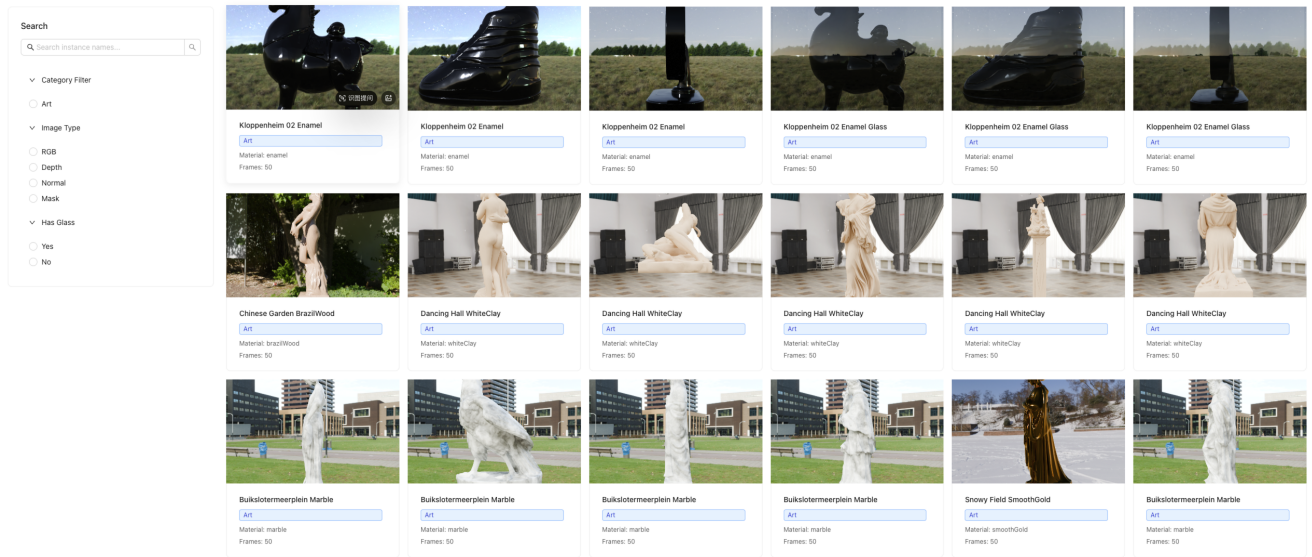 Search
Search instance names...
Category Filter
Art
Image Type
RGB
Depth
Normal
Mask
Has Glass
Yes
No
识图提问
Kloppenheim 02 Enamel
Art
Material: enamel
Frames: 50
Kloppenheim 02 Enamel
Art
Material: enamel
Frames: 50
Kloppenheim 02 Enamel
Art
Material: enamel
Frames: 50
Kloppenheim 02 Enamel Glass
Art
Material: enamel
Frames: 50
Kloppenheim 02 Enamel Glass
Art
Material: enamel
Frames: 50
Kloppenheim 02 Enamel Glass
Art
Material: enamel
Frames: 50
Chinese Garden BrazilWood
Art
Material: brazilWood
Frames: 50
Dancing Hall WhiteClay
Art
Material: whiteClay
Frames: 50
Dancing Hall WhiteClay
Art
Material: whiteClay
Frames: 50
Dancing Hall WhiteClay
Art
Material: whiteClay
Frames: 50
Dancing Hall WhiteClay
Art
Material: whiteClay
Frames: 50
Dancing Hall WhiteClay
Art
Material: whiteClay
Frames: 50
Buikslotermeerplein Marble
Art
Material: marble
Frames: 50
Buikslotermeerplein Marble
Art
Material: marble
Frames: 50
Buikslotermeerplein Marble
Art
Material: marble
Frames: 50
Buikslotermeerplein Marble
Art
Material: marble
Frames: 50
Snowy Field SmoothGold
Art
Material: smoothGold
Frames: 50
Buikslotermeerplein Marble
Art
Material: marble
Frames: 50